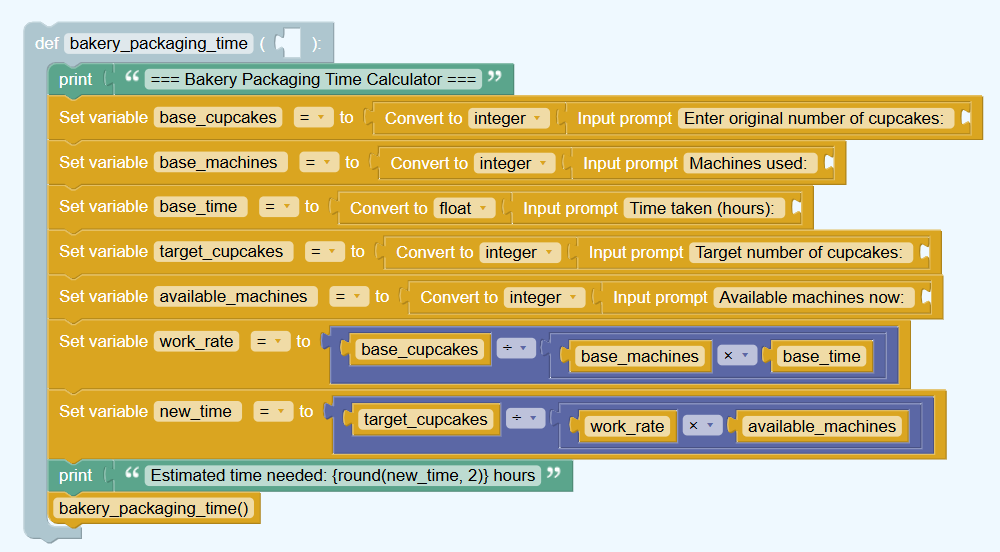 def bakery_packaging_time ( ):
print “ === Bakery Packaging Time Calculator === ”
Set variable base_cupcakes = to Convert to integer Input prompt Enter original number of cupcakes:
Set variable base_machines = to Convert to integer Input prompt Machines used:
Set variable base_time = to Convert to float Input prompt Time taken (hours):
Set variable target_cupcakes = to Convert to integer Input prompt Target number of cupcakes:
Set variable available_machines = to Convert to integer Input prompt Available machines now:
Set variable work_rate = to base_cupcakes ÷ base_machines × base_time
Set variable new_time = to target_cupcakes ÷ work_rate × available_machines
print “ Estimated time needed: {round(new_time, 2)} hours ”
bakery_packaging_time()